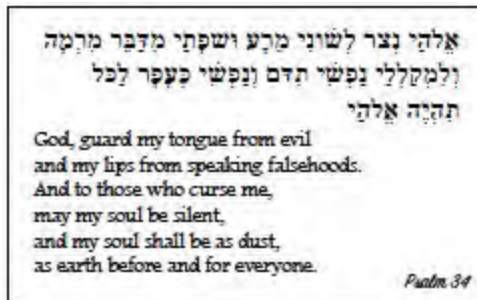 אֱלֹהַי נְצֹר לְשׁוֹנִי מֵרָע וּשִׂפָתַי מִדַּבֵּר מִרְמָה
וְלִמְקַלְלַי נַפְשִׁי תִדֹּם וְנַפְשִׁי כֶּעָפָר לַכֹּל
תִּהְיֶה אֱלֹהַי
God, guard my tongue from evil
and my lips from speaking falsehoods.
And to those who curse me,
may my soul be silent,
and my soul shall be as dust,
as earth before and for everyone.
Psalm 34